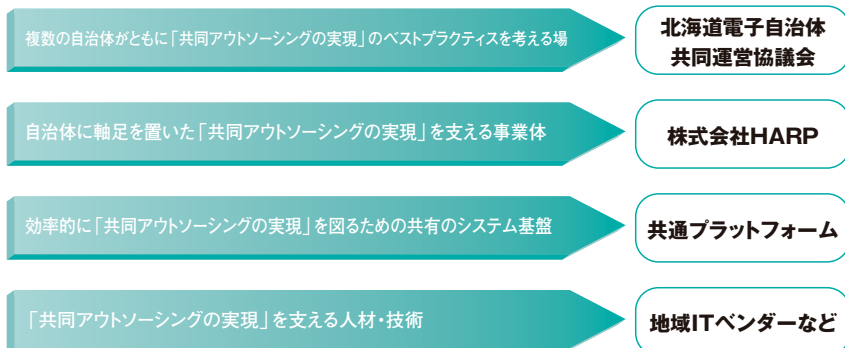 複数の自治体がともに「共同アウトソーシングの実現」のベストプラクティスを考える場
北海道電子自治体
共同運営協議会
自治体に軸足を置いた「共同アウトソーシングの実現」を支える事業体
株式会社HARP
効率的に「共同アウトソーシングの実現」を図るための共有のシステム基盤
共通プラットフォーム
「共同アウトソーシングの実現」を支える人材・技術
地域ITベンダーなど